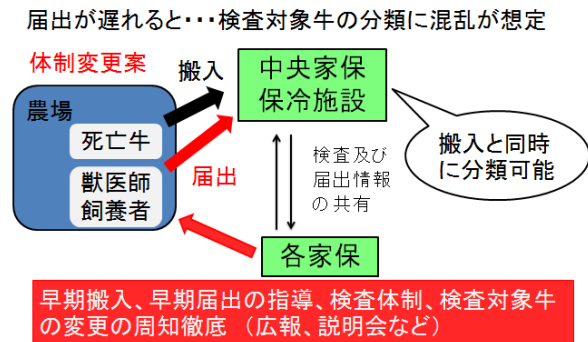 届出が遅れると・・・検査対象牛の分類に混乱が想定
体制変更案
搬入
中央家保
保冷施設
農場
死亡牛
獣医師
飼養者
届出
検査及び
届出情報
の共有
搬入と同時
に分類可能
各家保
早期搬入、早期届出の指導、検査体制、検査対象牛
の変更の周知徹底 （広報、説明会など）